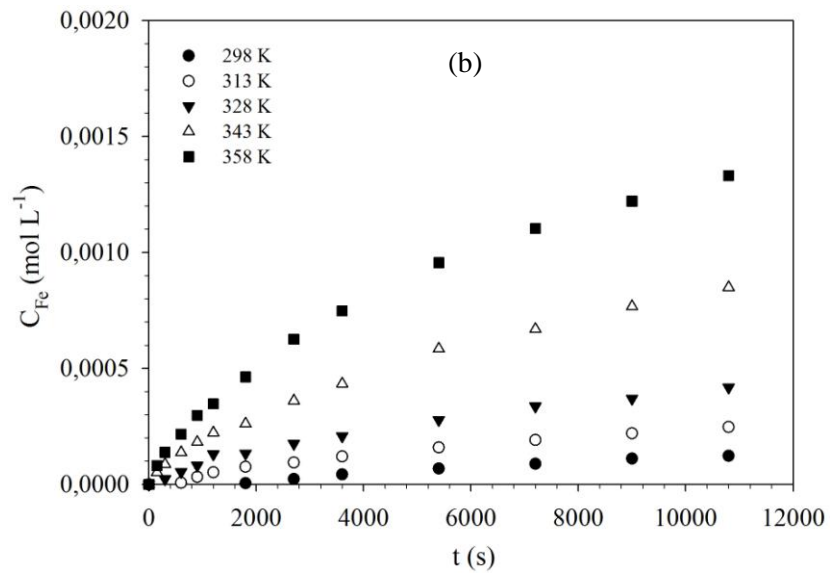 0,0020
(b)
298 K
313 K
328 K
343 K
358 K
0,0015
0,0010
0,0005
0,0000
C_Fe (mol L⁻¹)
0 2000 4000 6000 8000 10000 12000
t (s)